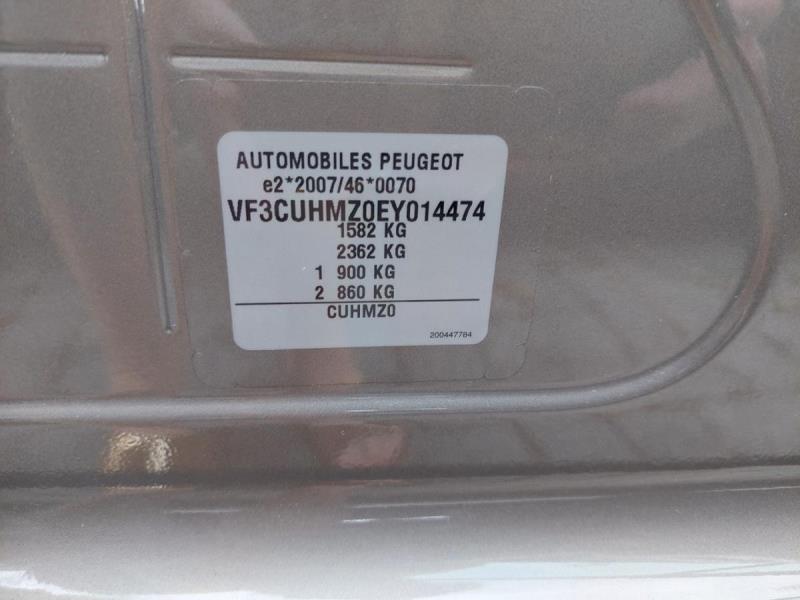 AUTOMOBILES PEUGEOT
e2*2007/46*0070
VF3CUHMZ0EY014474
1582 KG
2362 KG
1 900 KG
2 860 KG
CUHMZ0
200447784